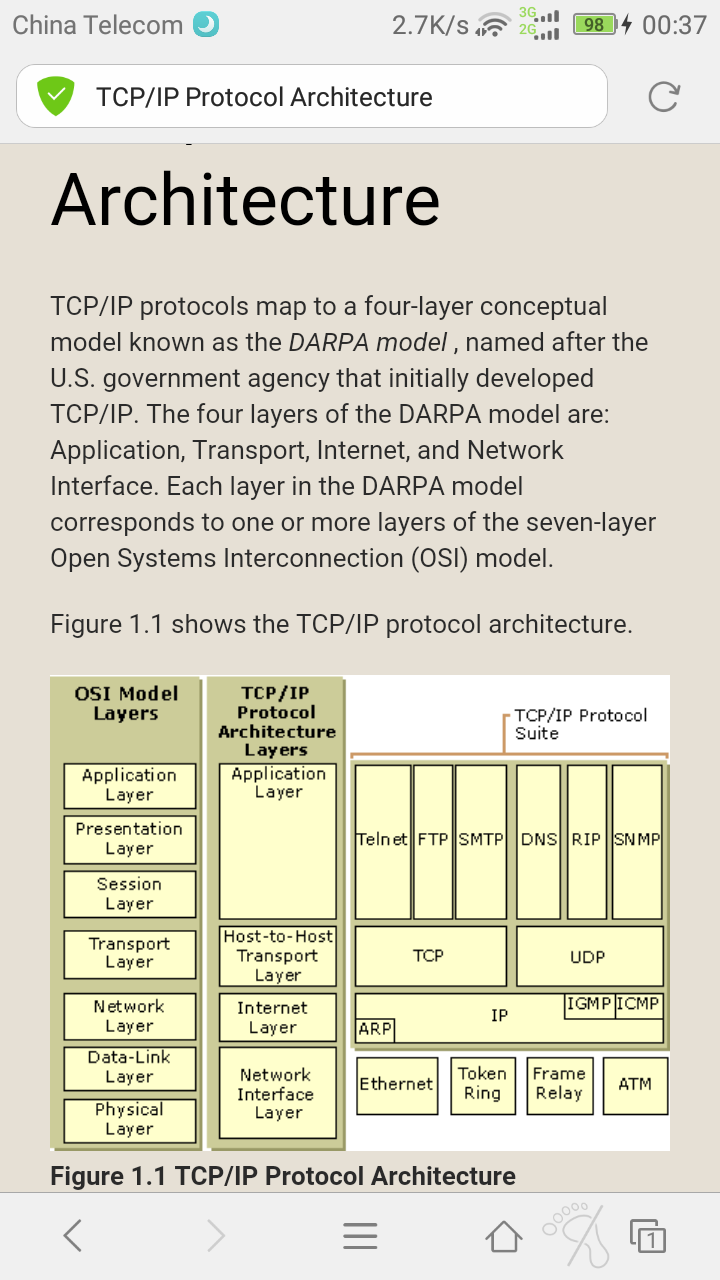 China Telecom 2.7K/s 3G 2G 98 00:37
TCP/IP Protocol Architecture
Architecture
TCP/IP protocols map to a four-layer conceptual
model known as the DARPA model , named after the
U.S. government agency that initially developed
TCP/IP. The four layers of the DARPA model are:
Application, Transport, Internet, and Network
Interface. Each layer in the DARPA model
corresponds to one or more layers of the seven-layer
Open Systems Interconnection (OSI) model.
Figure 1.1 shows the TCP/IP protocol architecture.
OSI Model
Layers
Application
Layer
Presentation
Layer
Session
Layer
Transport
Layer
Network
Layer
Data-Link
Layer
Physical
Layer
TCP/IP
Protocol
Architecture
Layers
Application
Layer
Host-to-Host
Transport
Layer
Internet
Layer
Network
Interface
Layer
TCP/IP Protocol
Suite
Telnet FTP SMTP DNS RIP SNMP
TCP UDP
IP IGMP ICMP
ARP
Ethernet
Token
Ring
Frame
Relay
ATM
Figure 1.1 TCP/IP Protocol Architecture
1